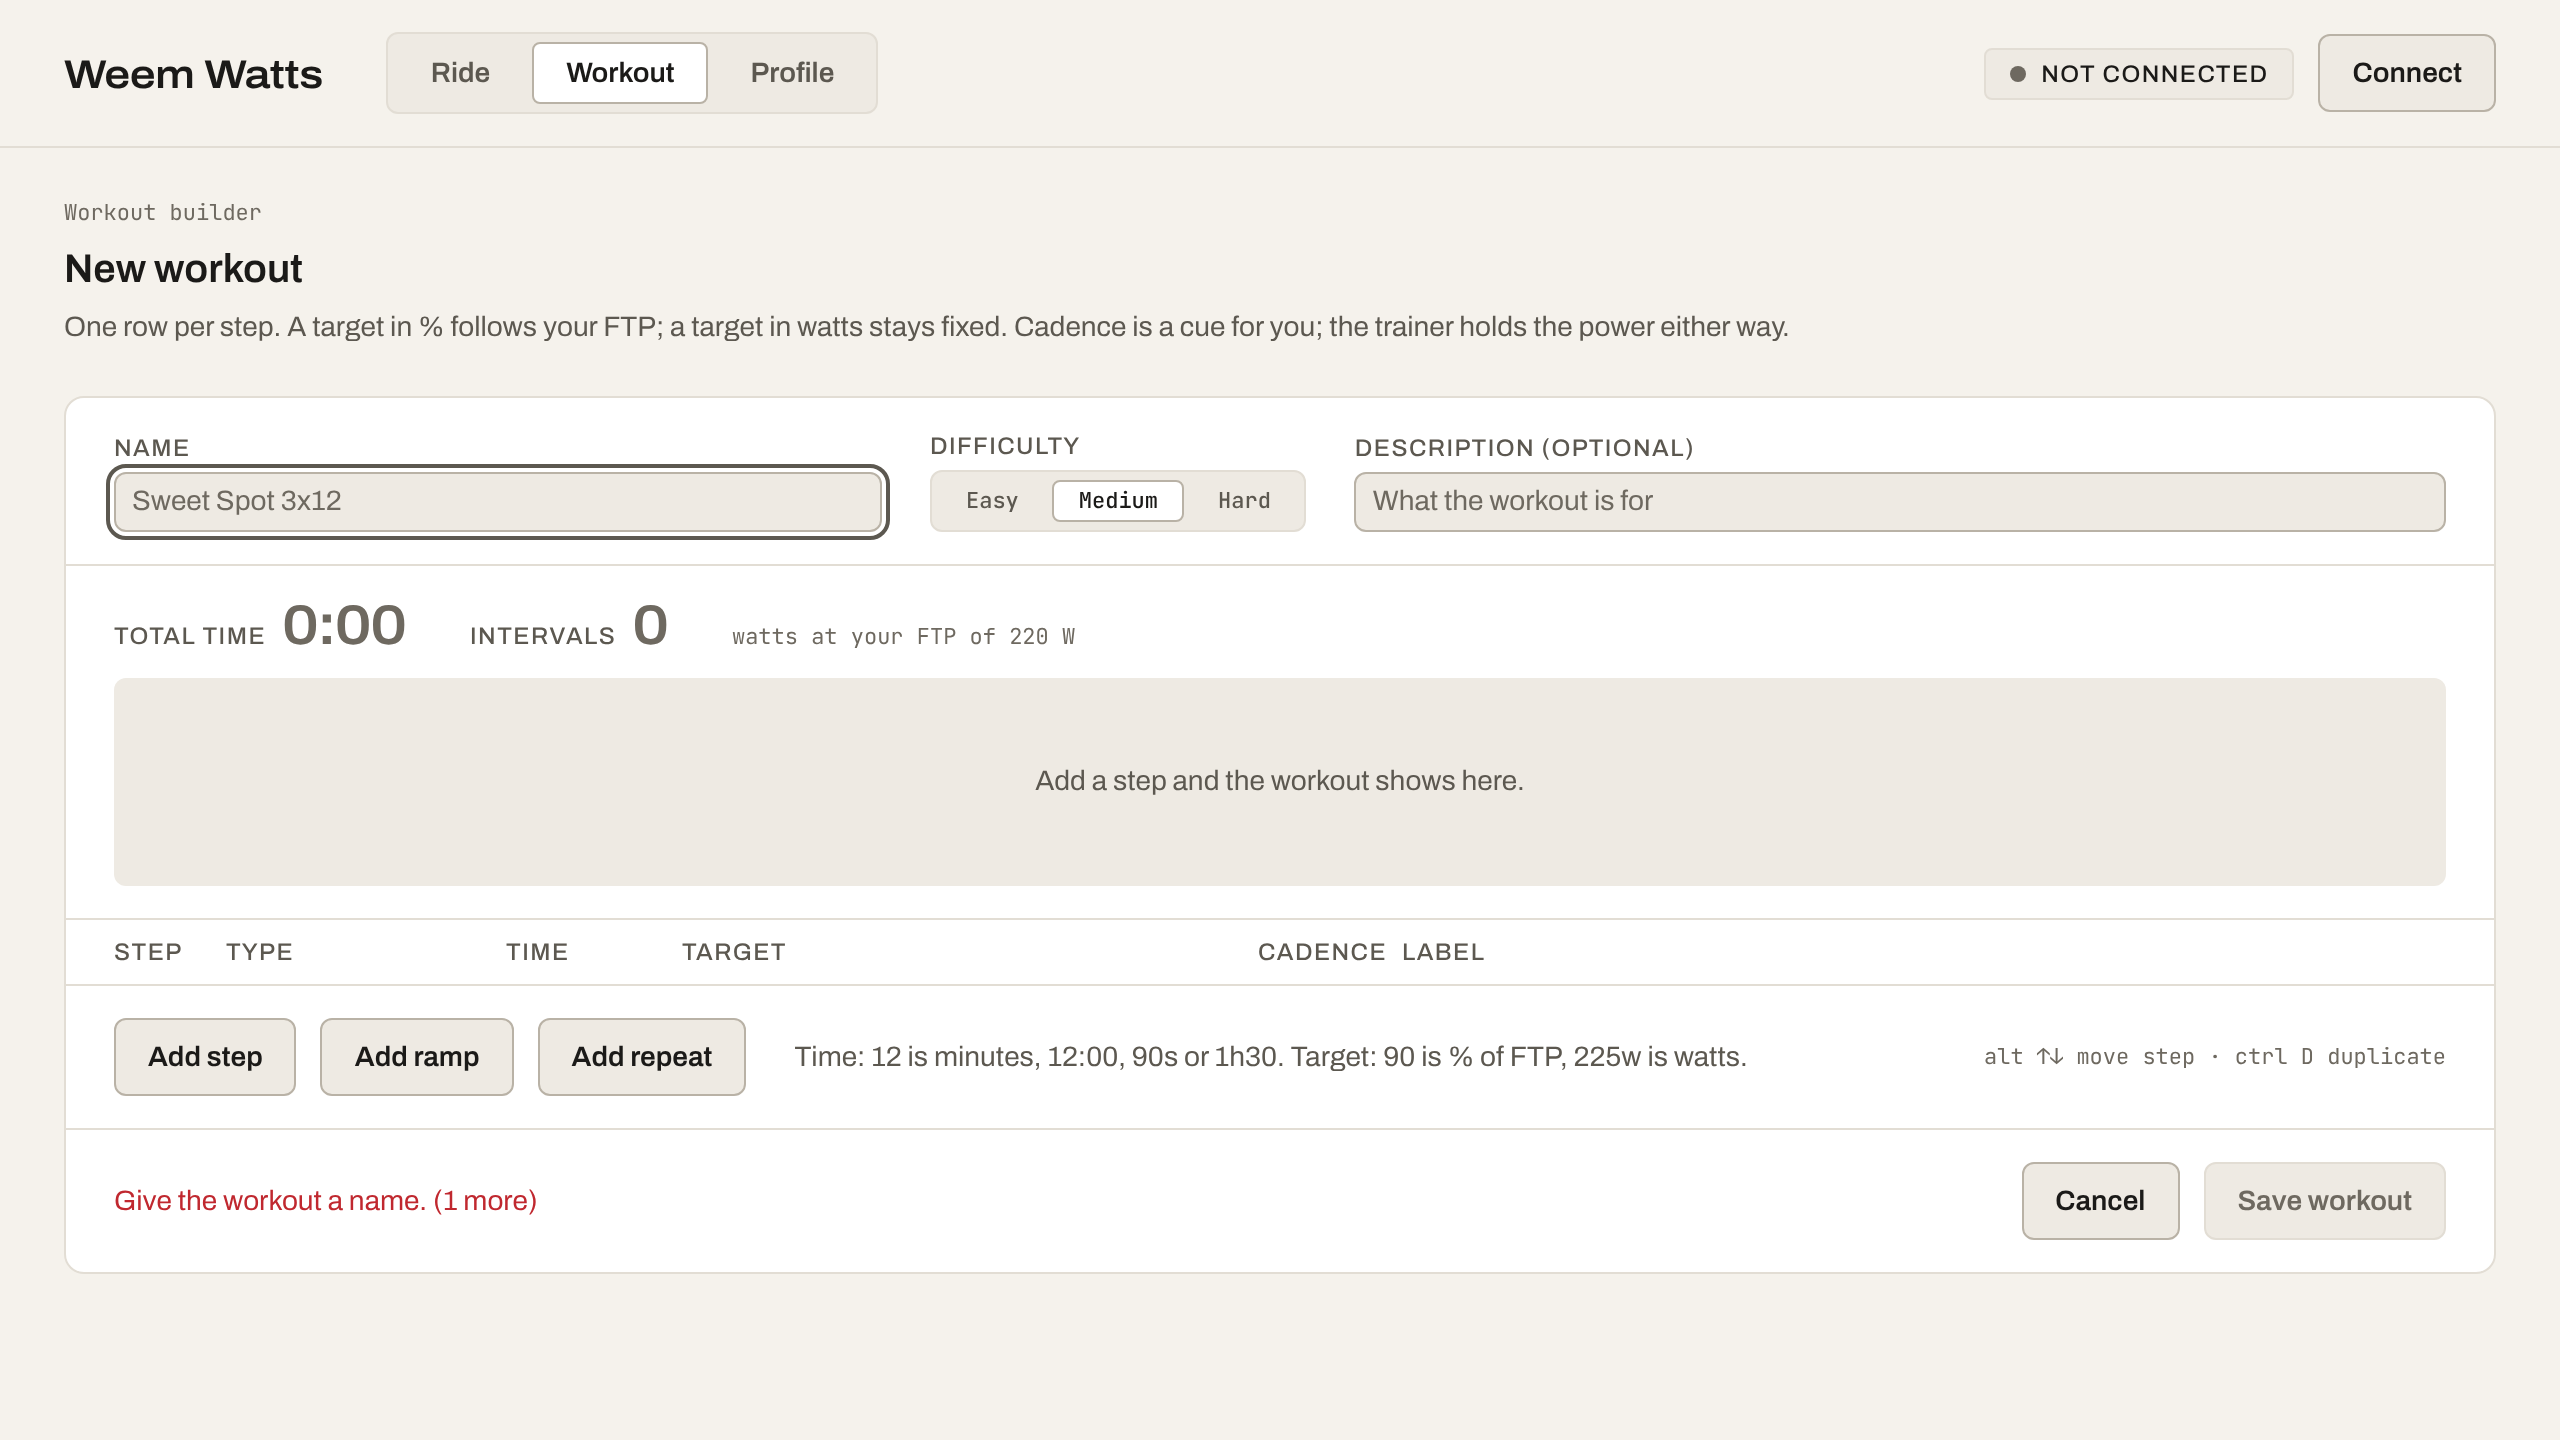 Weem Watts
Ride Workout Profile
NOT CONNECTED
Connect
Workout builder
New workout
One row per step. A target in % follows your FTP; a target in watts stays fixed. Cadence is a cue for you; the trainer holds the power either way.
NAME
Sweet Spot 3x12
DIFFICULTY
Easy Medium Hard
DESCRIPTION (OPTIONAL)
What the workout is for
TOTAL TIME 0:00 INTERVALS 0 watts at your FTP of 220 W
Add a step and the workout shows here.
STEP TYPE TIME TARGET CADENCE LABEL
Add step Add ramp Add repeat Time: 12 is minutes, 12:00, 90s or 1h30. Target: 90 is % of FTP, 225w is watts. alt ↑↓ move step · ctrl D duplicate
Give the workout a name. (1 more) Cancel Save workout